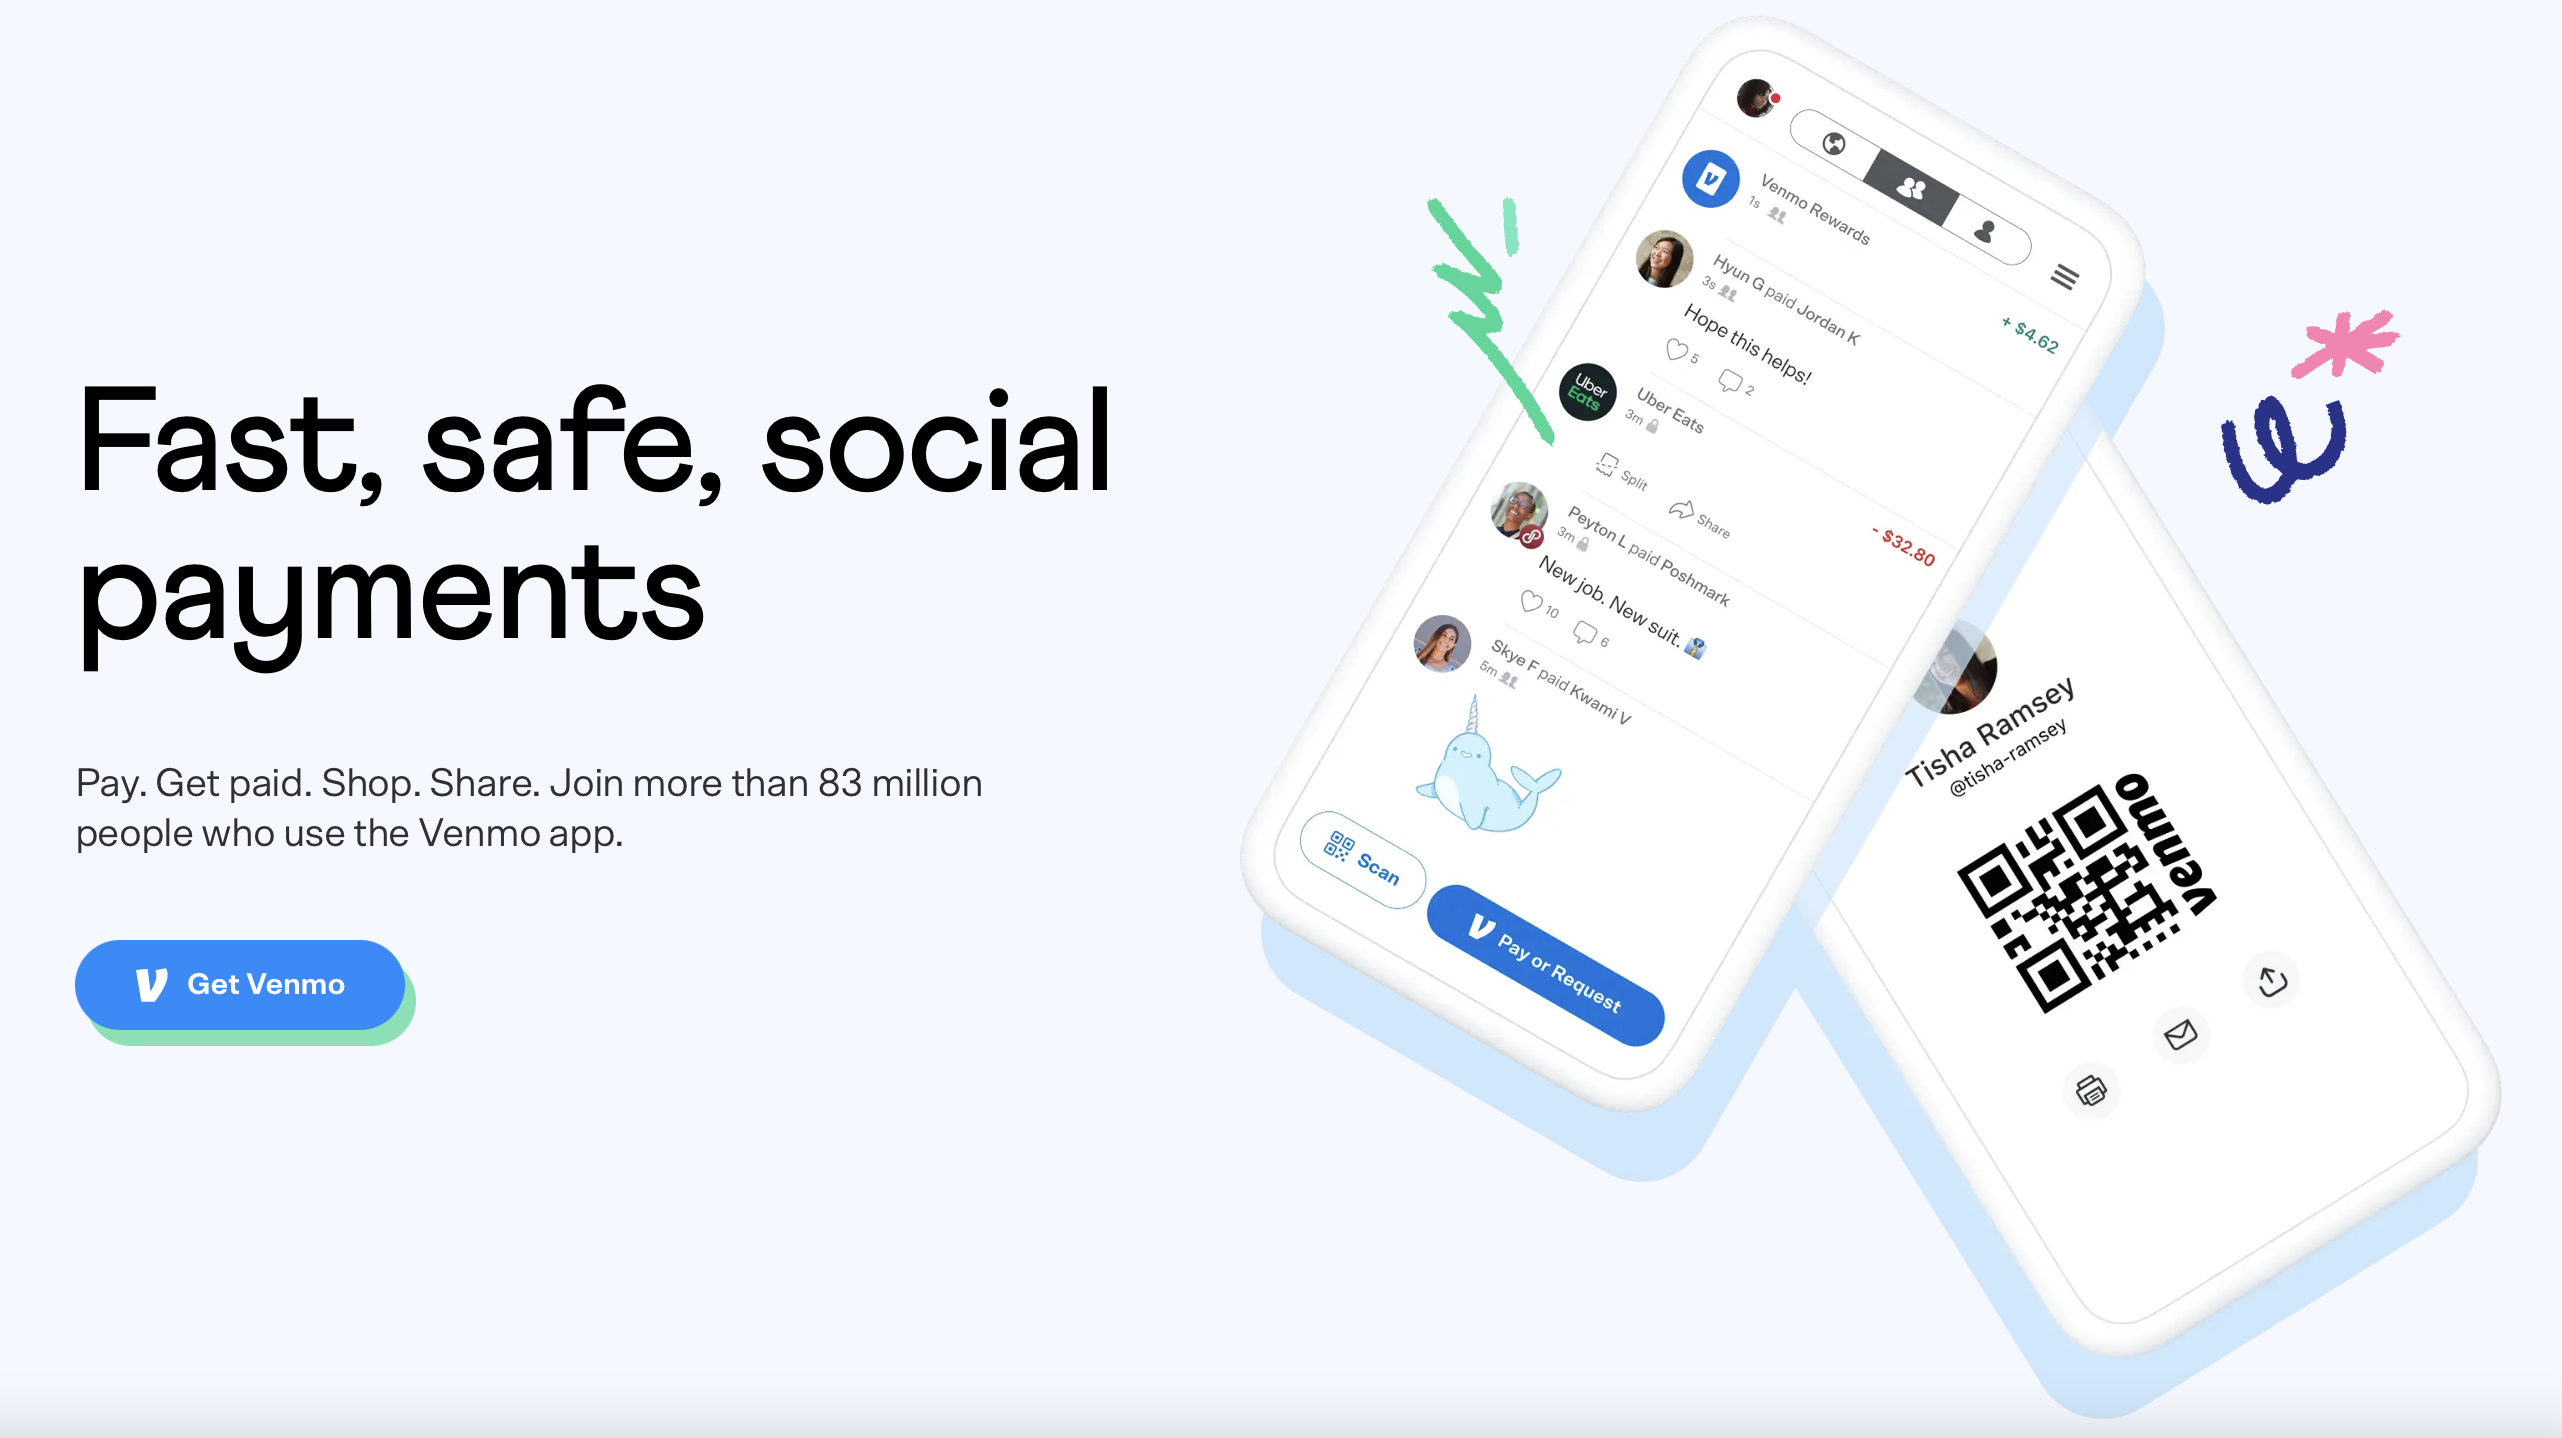 Fast, safe, social
payments
Pay. Get paid. Shop. Share. Join more than 83 million
people who use the Venmo app.
Get Venmo
Venmo Rewards
1s
+ $4.62
Hyun G paid Jordan K
3s
Hope this helps!
5 2
Uber
Eats
Uber Eats
3m
- $32.80
Split Share
Peyton L paid Poshmark
3m
New job. New suit. 👔
10 6
Skye F paid Kwami V
5m
Scan
Pay or Request
Tisha Ramsey
@tisha-ramsey
venmo